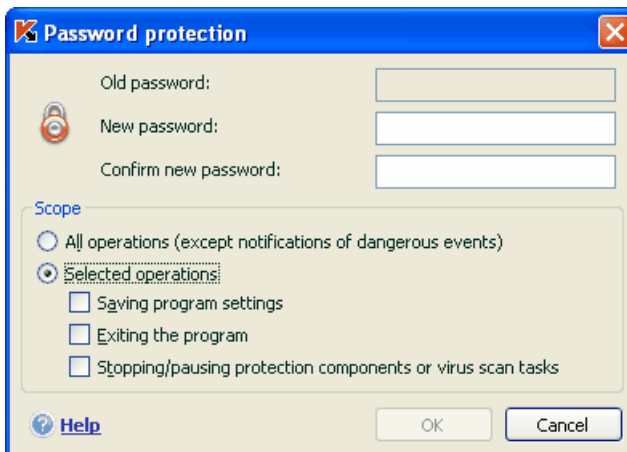 Password protection
Old password:
New password:
Confirm new password:
Scope
All operations (except notifications of dangerous events)
Selected operations
Saving program settings
Exiting the program
Stopping/pausing protection components or virus scan tasks
Help
OK
Cancel